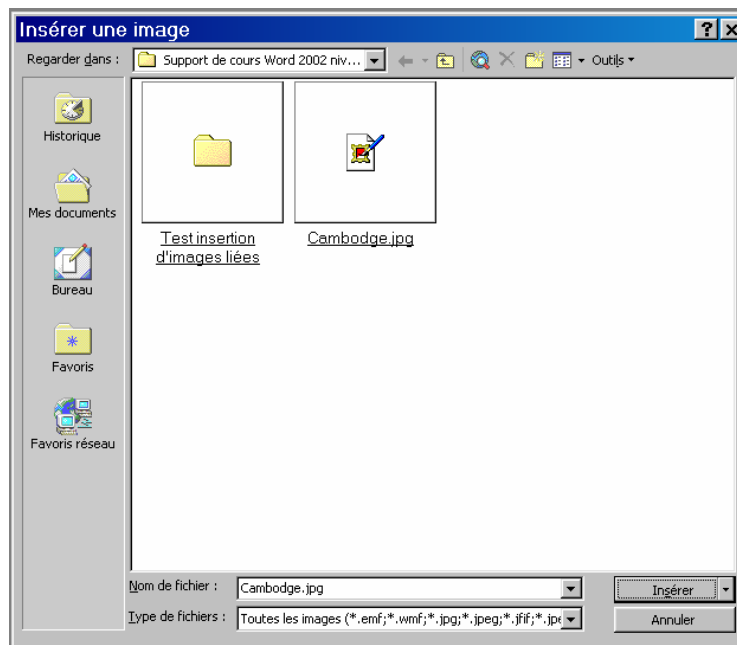 Insérer une image
Regarder dans : Support de cours Word 2002 niv... Outils
Historique
Mes documents
Bureau
Favoris
Favoris réseau
Test insertion
d'images liées
Cambodge.jpg
Nom de fichier : Cambodge.jpg Insérer
Type de fichiers : Toutes les images (*.emf;*.wmf;*.jpg;*.jpeg;*.jfif;*.jpe Annuler